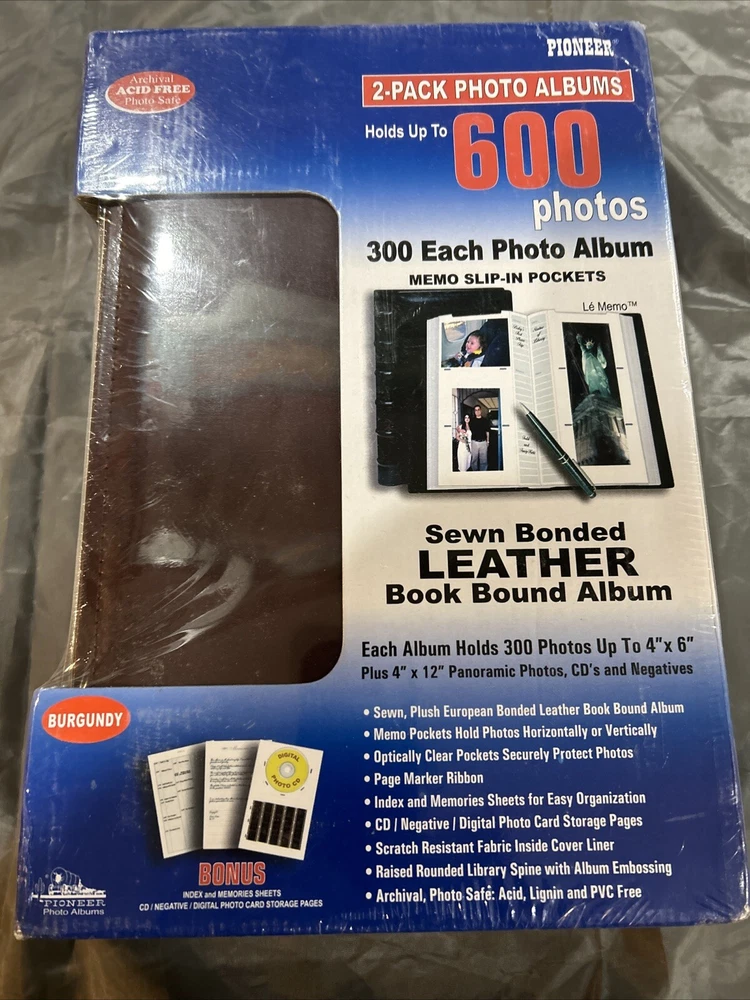 PIONEER
Archival
ACID FREE
Photo Safe
2-PACK PHOTO ALBUMS
Holds Up To 600
photos
300 Each Photo Album
MEMO SLIP-IN POCKETS
Lé Memo™
Sewn Bonded
LEATHER
Book Bound Album
Each Album Holds 300 Photos Up To 4"x 6"
Plus 4" x 12" Panoramic Photos, CD's and Negatives
BURGUNDY
• Sewn, Plush European Bonded Leather Book Bound Album
• Memo Pockets Hold Photos Horizontally or Vertically
• Optically Clear Pockets Securely Protect Photos
• Page Marker Ribbon
• Index and Memories Sheets for Easy Organization
• CD / Negative / Digital Photo Card Storage Pages
• Scratch Resistant Fabric Inside Cover Liner
• Raised Rounded Library Spine with Album Embossing
• Archival, Photo Safe: Acid, Lignin and PVC Free
DIGITAL
PHOTO CD
BONUS
INDEX and MEMORIES SHEETS
CD / NEGATIVE / DIGITAL PHOTO CARD STORAGE PAGES
PIONEER
Photo Albums